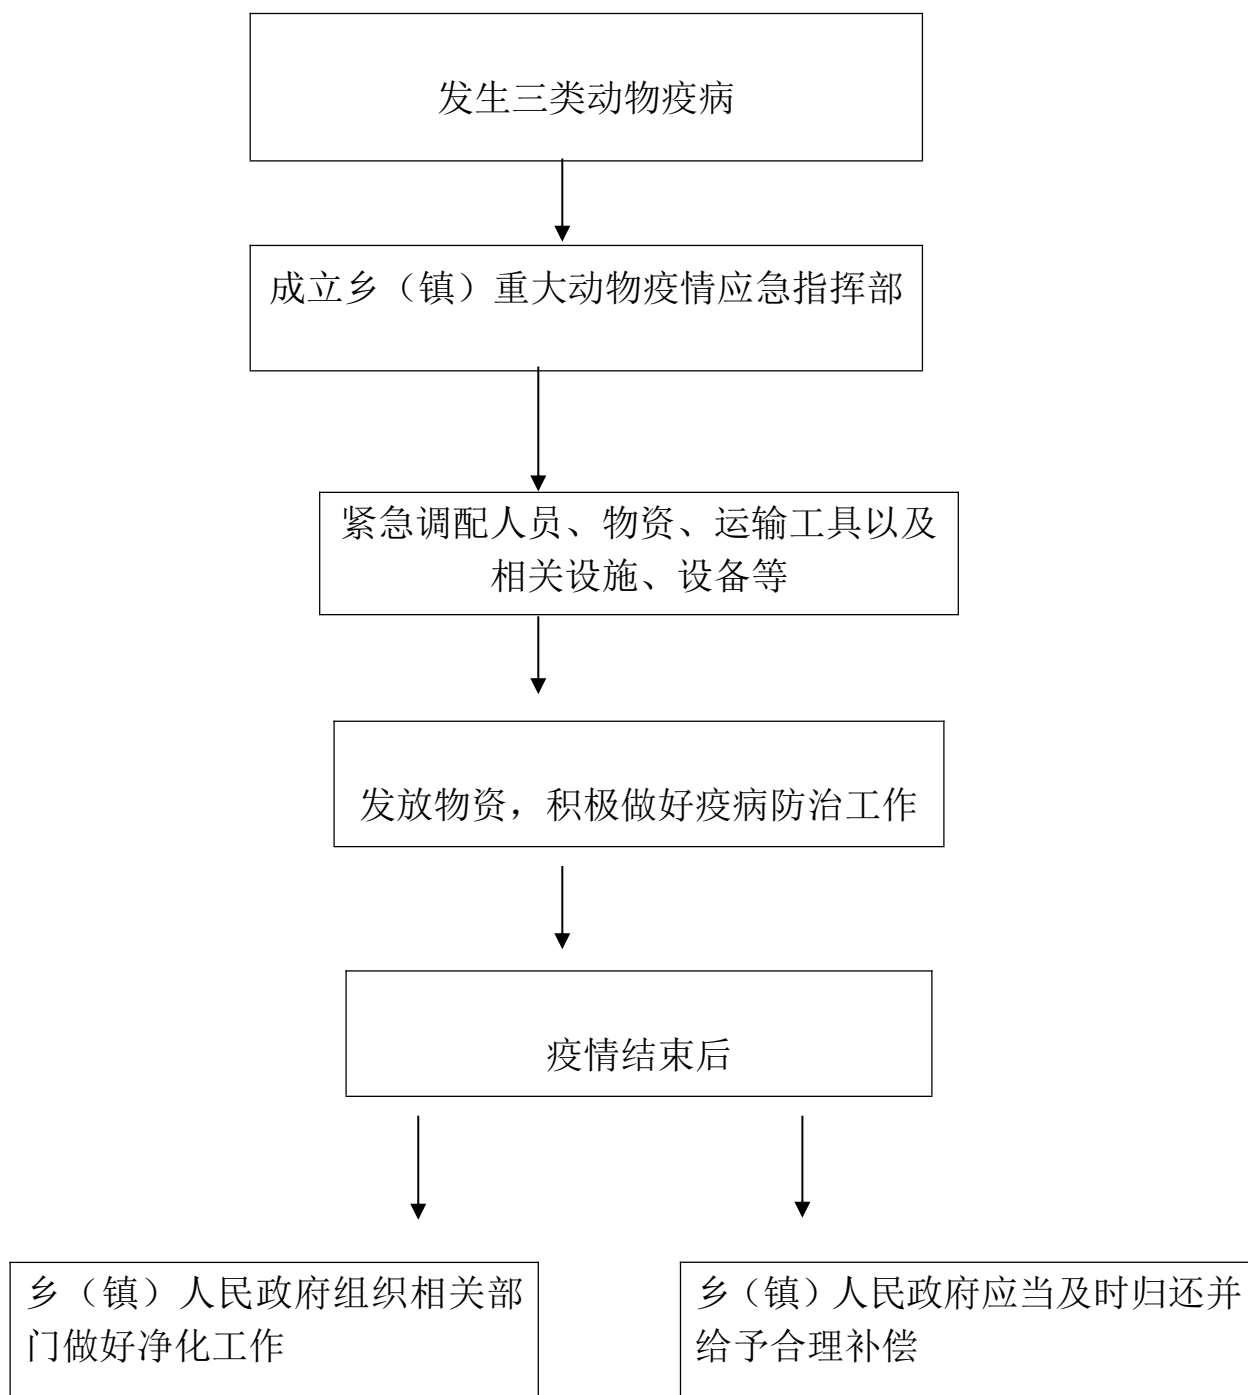 发生三类动物疫病
成立乡（镇）重大动物疫情应急指挥部
紧急调配人员、物资、运输工具以及
相关设施、设备等
发放物资，积极做好疫病防治工作
疫情结束后
乡（镇）人民政府组织相关部
门做好净化工作
乡（镇）人民政府应当及时归还并
给予合理补偿